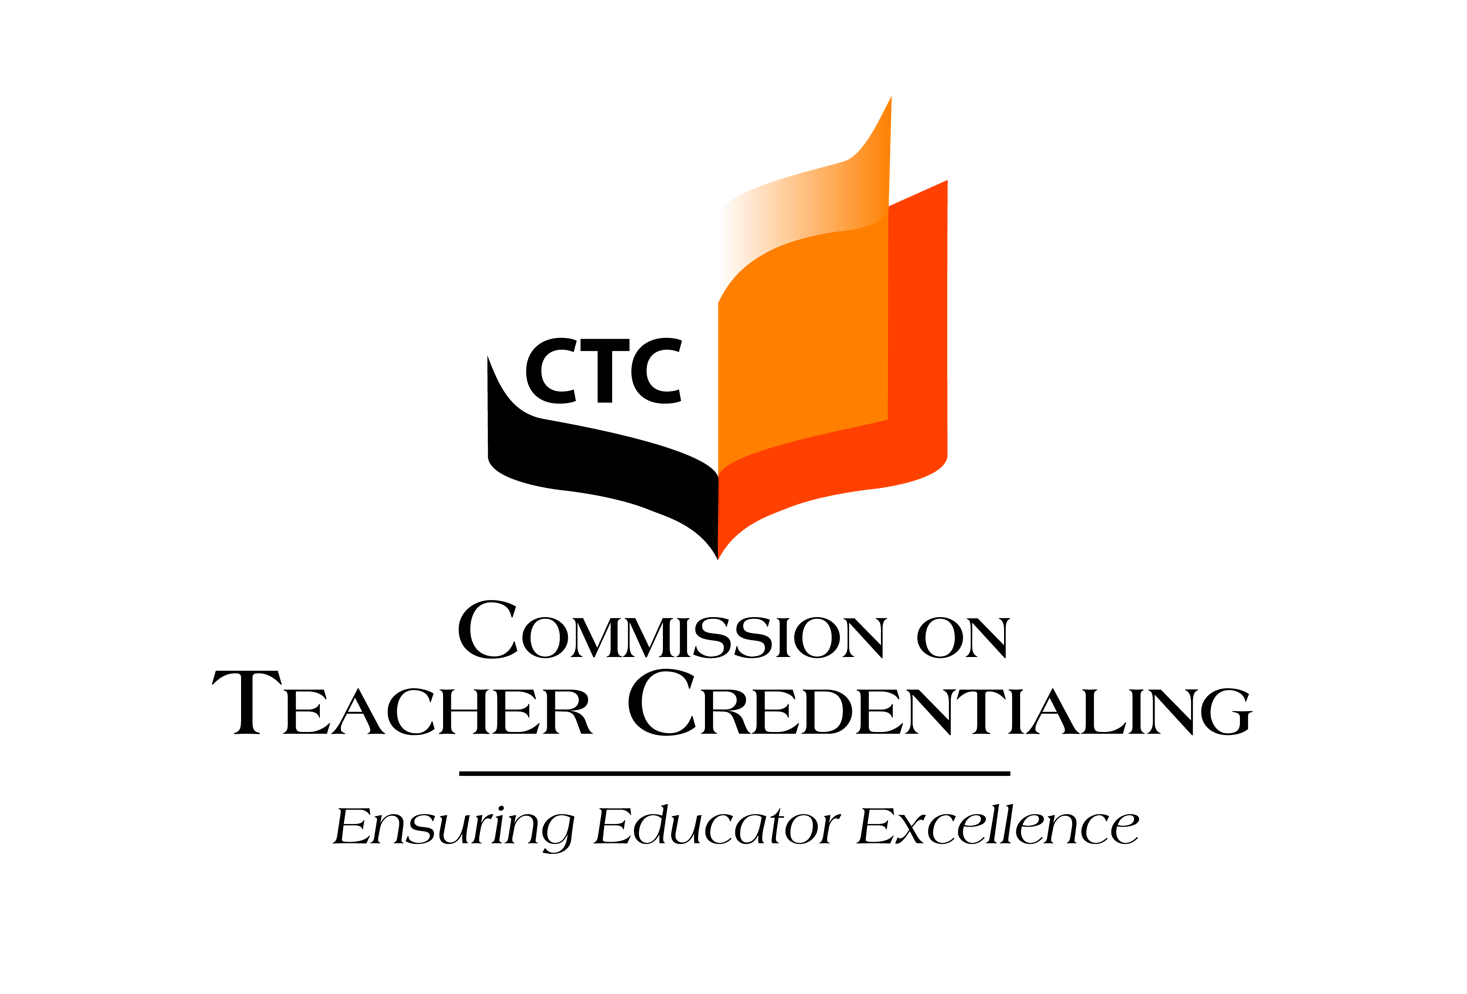 CTC
Commission on
Teacher Credentialing
Ensuring Educator Excellence